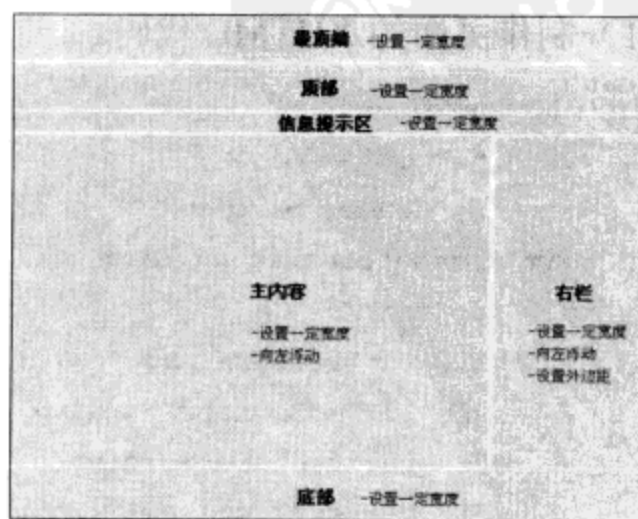 最顶端 -设置一定宽度
顶部 -设置一定宽度
信息提示区 -设置一定宽度
主内容
-设置一定宽度
-向左浮动
右栏
-设置一定宽度
-向左浮动
-设置外边距
底部 -设置一定宽度